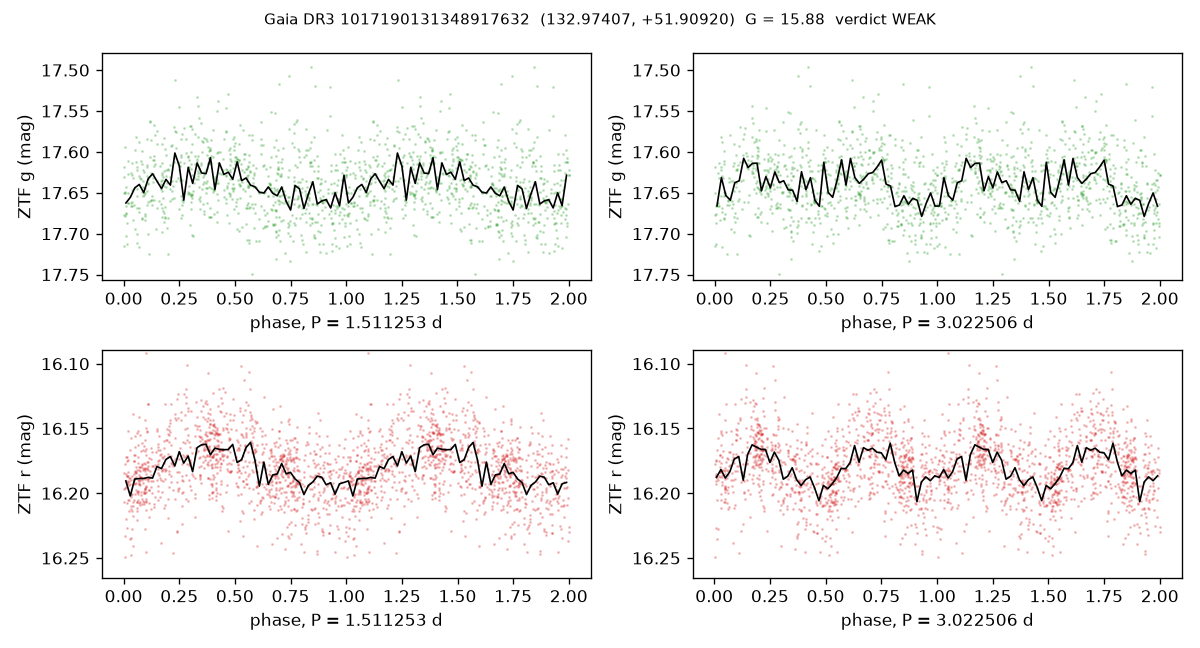 Gaia DR3 1017190131348917632 (132.97407, +51.90920) G = 15.88 verdict WEAK
ZTF g (mag)
17.50
17.55
17.60
17.65
17.70
17.75
0.00 0.25 0.50 0.75 1.00 1.25 1.50 1.75 2.00
phase, P = 1.511253 d
ZTF g (mag)
17.50
17.55
17.60
17.65
17.70
17.75
0.00 0.25 0.50 0.75 1.00 1.25 1.50 1.75 2.00
phase, P = 3.022506 d
ZTF r (mag)
16.10
16.15
16.20
16.25
0.00 0.25 0.50 0.75 1.00 1.25 1.50 1.75 2.00
phase, P = 1.511253 d
ZTF r (mag)
16.10
16.15
16.20
16.25
0.00 0.25 0.50 0.75 1.00 1.25 1.50 1.75 2.00
phase, P = 3.022506 d